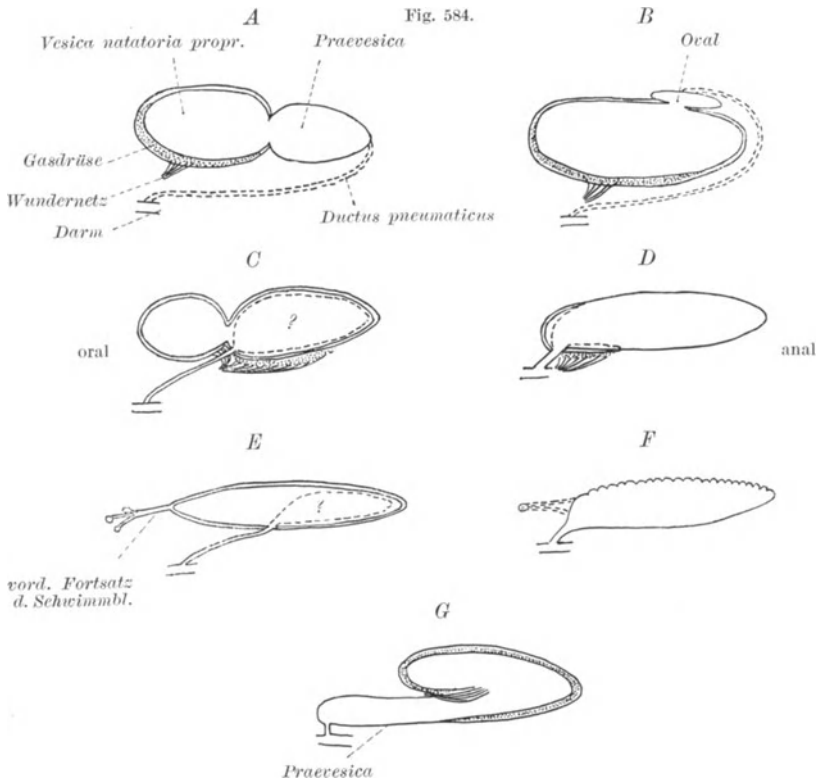 Fig. 584.
A
B
Vesica natatoria propr.
Praevesica
Oval
Gasdrüse
Wundernetz
Darm
Ductus pneumaticus
C
D
?
oral
anal
E
F
?
vord. Fortsatz
d. Schwimmbl.
G
Praevesica